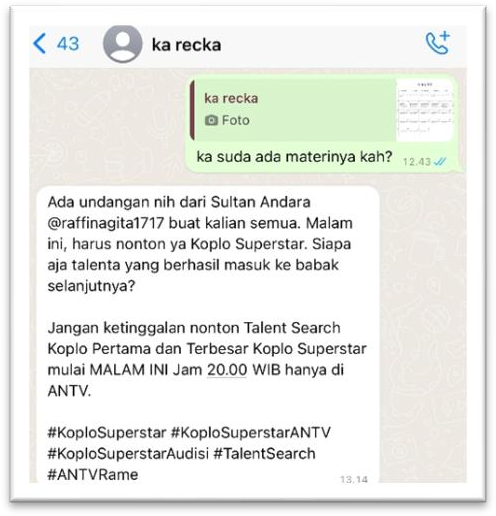 43
ka recka
ka recka
Foto
ka suda ada materinya kah?
12.43
Ada undangan nih dari Sultan Andara
@raffinagita1717 buat kalian semua. Malam
ini, harus nonton ya Koplo Superstar. Siapa
aja talenta yang berhasil masuk ke babak
selanjutnya?
Jangan ketinggalan nonton Talent Search
Koplo Pertama dan Terbesar Koplo Superstar
mulai MALAM INI Jam 20.00 WIB hanya di
ANTV.
#KoploSuperstar #KoploSuperstarANTV
#KoploSuperstarAudisi #TalentSearch
#ANTVRame
13.14